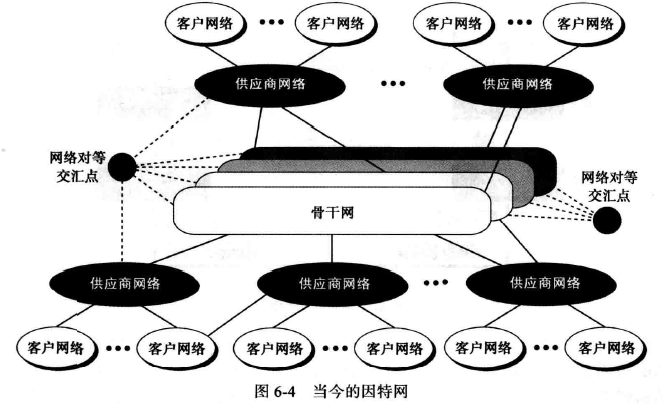 客户网络 ••• 客户网络 客户网络 ••• 客户网络
供应商网络 ••• 供应商网络
网络对等
交汇点
网络对等
交汇点
骨干网
供应商网络 供应商网络 ••• 供应商网络
客户网络 ••• 客户网络 客户网络 ••• 客户网络 客户网络 ••• 客户网络
图 6-4 当今的因特网